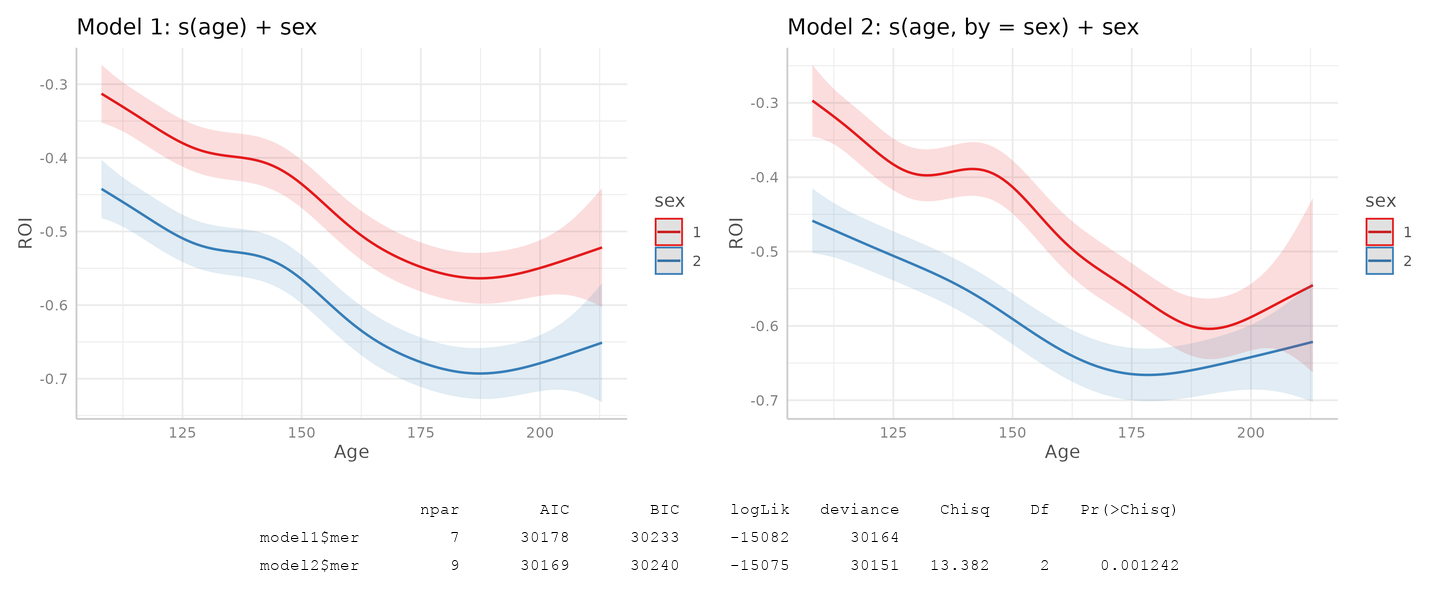 Model 1: s(age) + sex
-0.3
-0.4
-0.5
-0.6
-0.7
ROI
125 150 175 200
Age
sex
1
2
Model 2: s(age, by = sex) + sex
-0.3
-0.4
-0.5
-0.6
-0.7
ROI
125 150 175 200
Age
sex
1
2
npar AIC BIC logLik deviance Chisq Df Pr(>Chisq)
model1$mer 7 30178 30233 -15082 30164
model2$mer 9 30169 30240 -15075 30151 13.382 2 0.001242